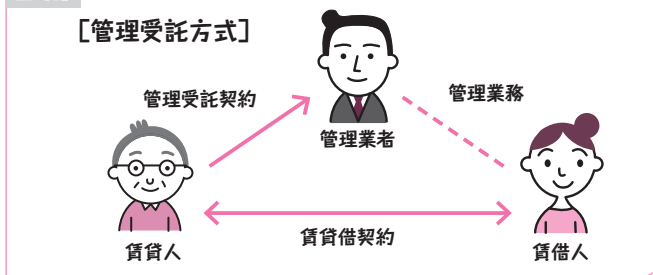 ［管理受託方式］
管理受託契約
管理業務
管理業者
賃貸借契約
賃貸人
賃借人